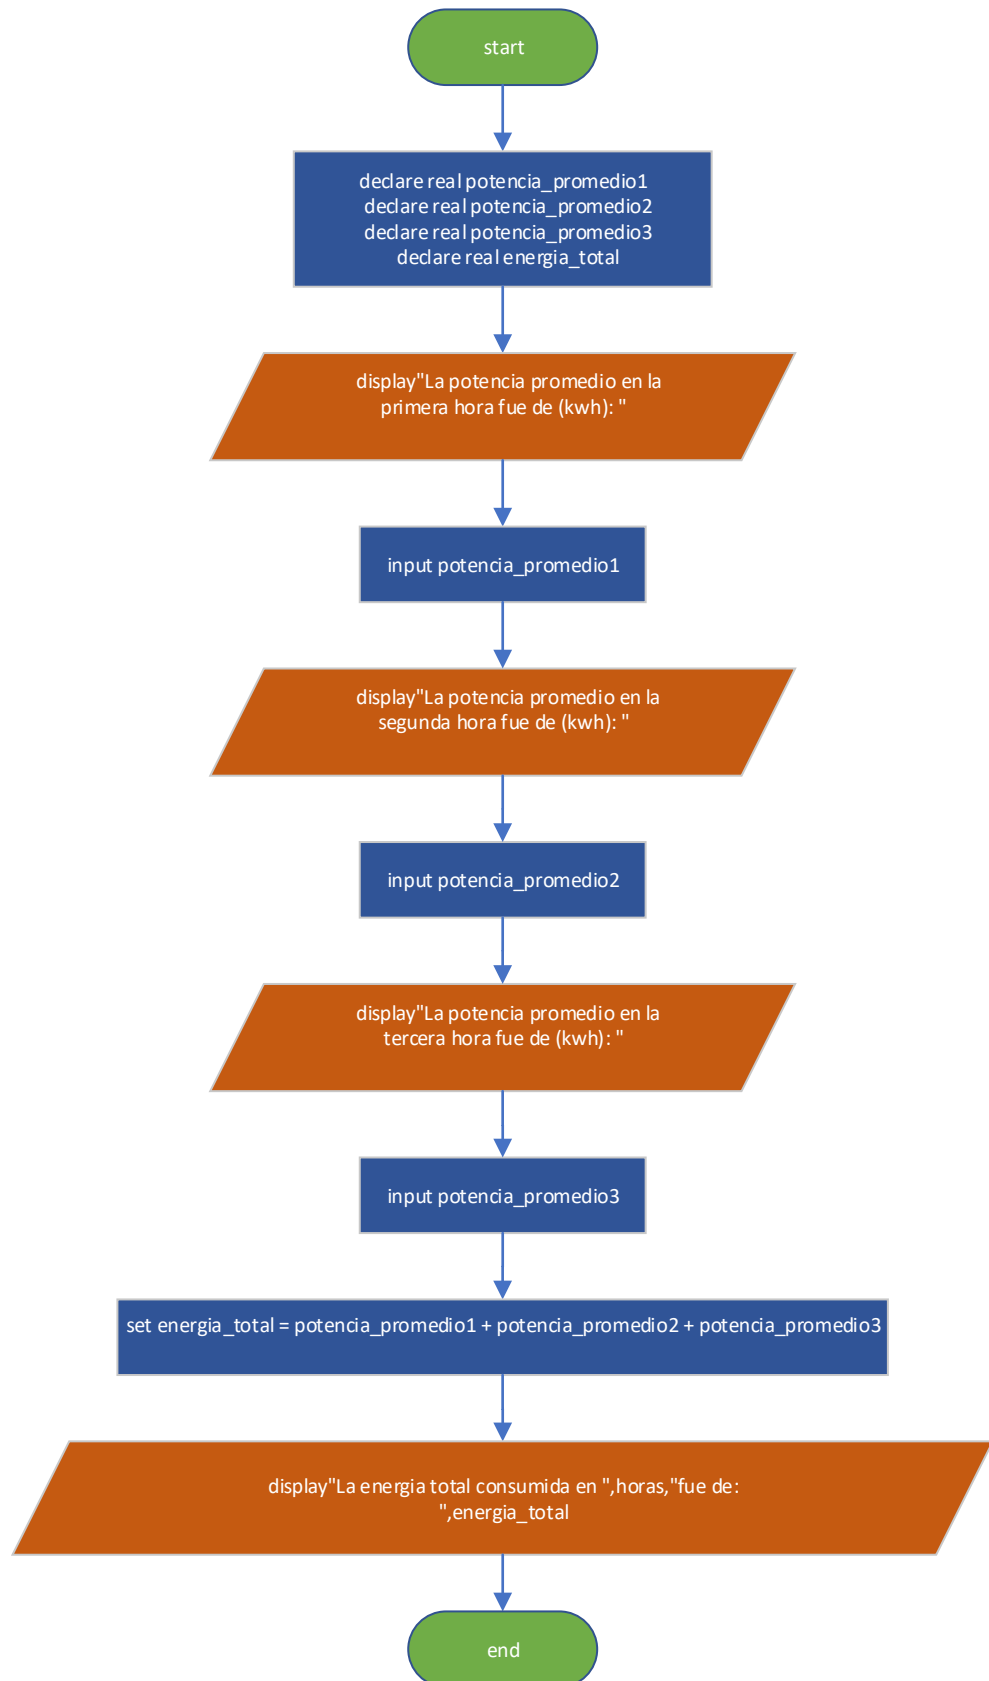 start
declare real potencia_promedio1
declare real potencia_promedio2
declare real potencia_promedio3
declare real energia_total
display"La potencia promedio en la
primera hora fue de (kwh): "
input potencia_promedio1
display"La potencia promedio en la
segunda hora fue de (kwh): "
input potencia_promedio2
display"La potencia promedio en la
tercera hora fue de (kwh): "
input potencia_promedio3
set energia_total = potencia_promedio1 + potencia_promedio2 + potencia_promedio3
display"La energia total consumida en ",horas,"fue de:
",energia_total
end